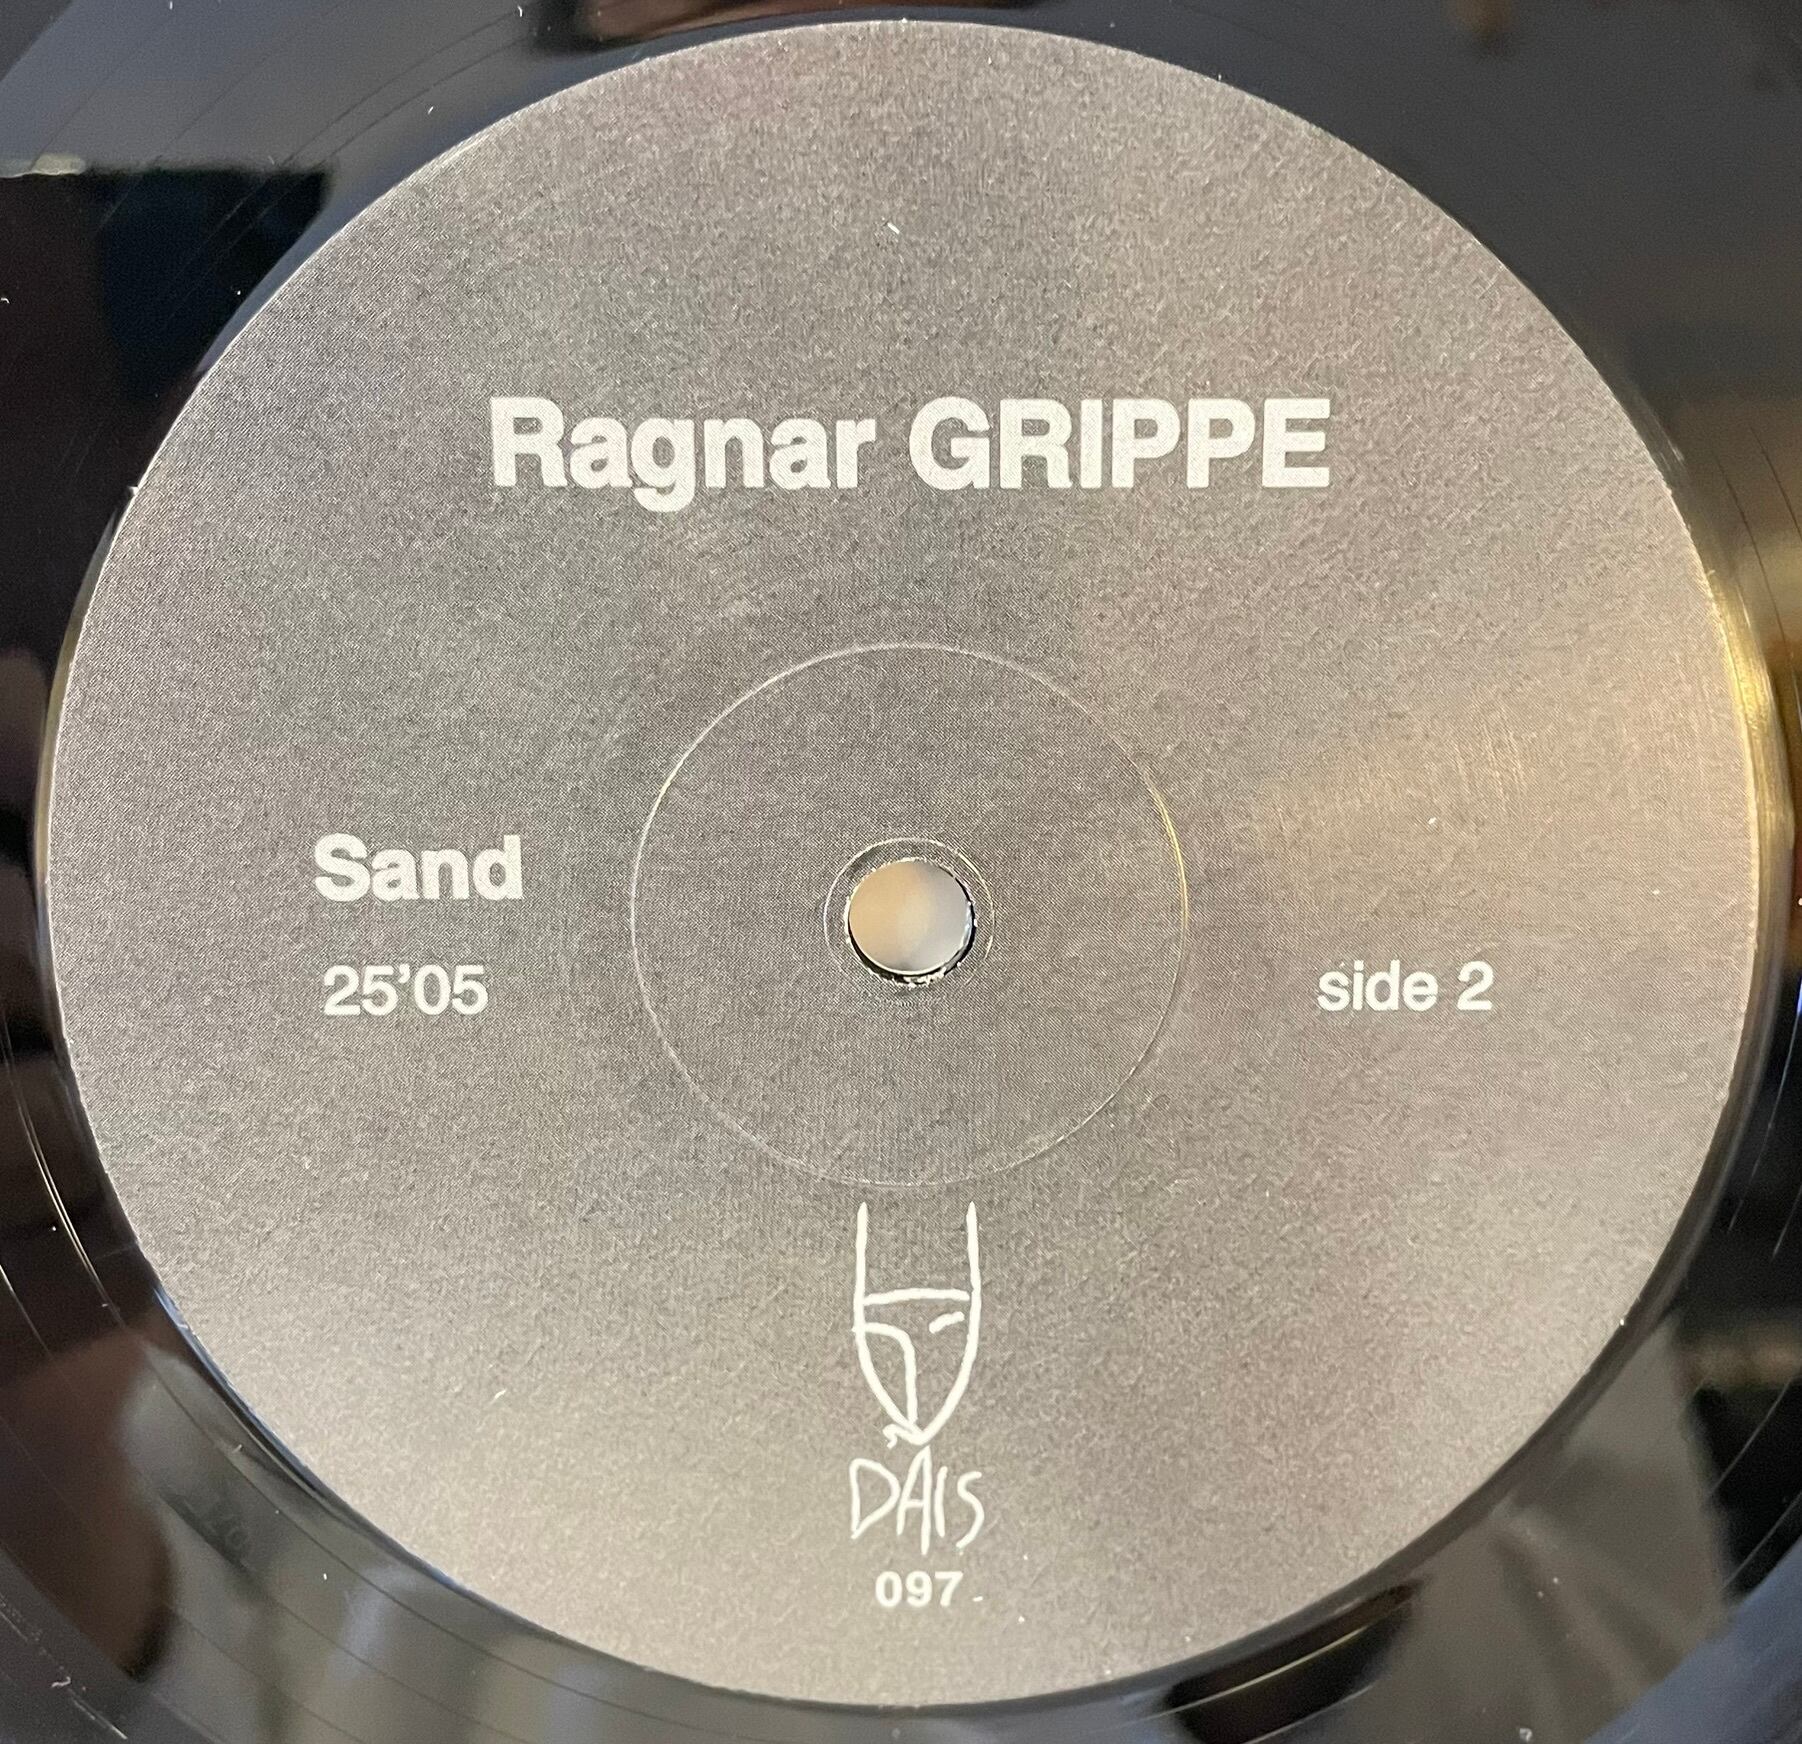 Ragnar GRIPPE
Sand
25’05
side 2
DAIS
097